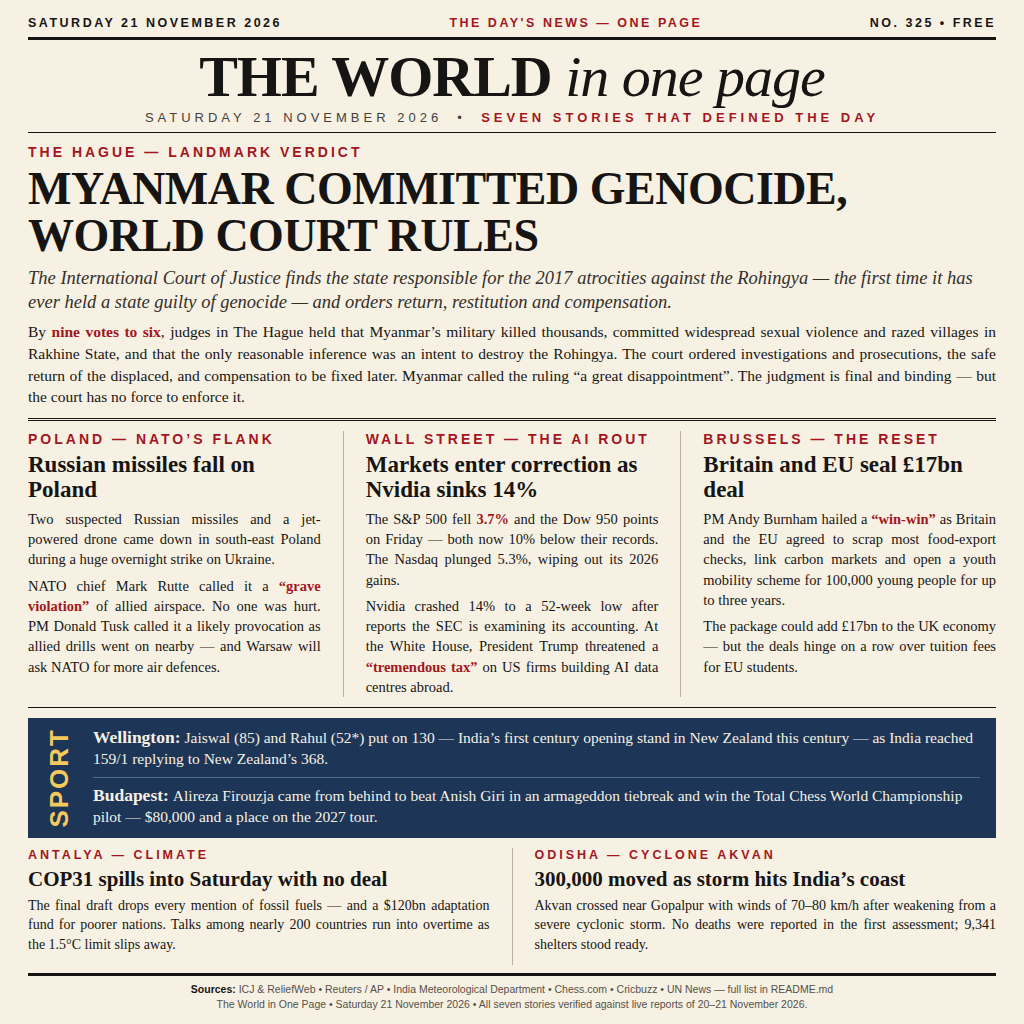 SATURDAY 21 NOVEMBER 2026
THE DAY'S NEWS — ONE PAGE
NO. 325 • FREE
THE WORLD in one page
SATURDAY 21 NOVEMBER 2026 • SEVEN STORIES THAT DEFINED THE DAY
THE HAGUE — LANDMARK VERDICT
MYANMAR COMMITTED GENOCIDE,
WORLD COURT RULES
The International Court of Justice finds the state responsible for the 2017 atrocities against the Rohingya — the first time it has
ever held a state guilty of genocide — and orders return, restitution and compensation.
By nine votes to six, judges in The Hague held that Myanmar’s military killed thousands, committed widespread sexual violence and razed villages in
Rakhine State, and that the only reasonable inference was an intent to destroy the Rohingya. The court ordered investigations and prosecutions, the safe
return of the displaced, and compensation to be fixed later. Myanmar called the ruling “a great disappointment”. The judgment is final and binding — but
the court has no force to enforce it.
POLAND — NATO’S FLANK
Russian missiles fall on
Poland
Two suspected Russian missiles and a jet-
powered drone came down in south-east Poland
during a huge overnight strike on Ukraine.
NATO chief Mark Rutte called it a “grave
violation” of allied airspace. No one was hurt.
PM Donald Tusk called it a likely provocation as
allied drills went on nearby — and Warsaw will
ask NATO for more air defences.
WALL STREET — THE AI ROUT
Markets enter correction as
Nvidia sinks 14%
The S&P 500 fell 3.7% and the Dow 950 points
on Friday — both now 10% below their records.
The Nasdaq plunged 5.3%, wiping out its 2026
gains.
Nvidia crashed 14% to a 52-week low after
reports the SEC is examining its accounting. At
the White House, President Trump threatened a
“tremendous tax” on US firms building AI data
centres abroad.
BRUSSELS — THE RESET
Britain and EU seal £17bn
deal
PM Andy Burnham hailed a “win-win” as Britain
and the EU agreed to scrap most food-export
checks, link carbon markets and open a youth
mobility scheme for 100,000 young people for up
to three years.
The package could add £17bn to the UK economy
— but the deals hinge on a row over tuition fees
for EU students.
SPORT
Wellington: Jaiswal (85) and Rahul (52*) put on 130 — India’s first century opening stand in New Zealand this century — as India reached
159/1 replying to New Zealand’s 368.
Budapest: Alireza Firouzja came from behind to beat Anish Giri in an armageddon tiebreak and win the Total Chess World Championship
pilot — $80,000 and a place on the 2027 tour.
ANTALYA — CLIMATE
COP31 spills into Saturday with no deal
The final draft drops every mention of fossil fuels — and a $120bn adaptation
fund for poorer nations. Talks among nearly 200 countries run into overtime as
the 1.5°C limit slips away.
ODISHA — CYCLONE AKVAN
300,000 moved as storm hits India’s coast
Akvan crossed near Gopalpur with winds of 70–80 km/h after weakening from a
severe cyclonic storm. No deaths were reported in the first assessment; 9,341
shelters stood ready.
Sources: ICJ & ReliefWeb • Reuters / AP • India Meteorological Department • Chess.com • Cricbuzz • UN News — full list in README.md
The World in One Page • Saturday 21 November 2026 • All seven stories verified against live reports of 20–21 November 2026.